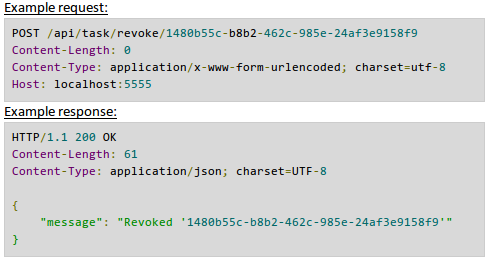 Example request:
POST /api/task/revoke/1480b55c-b8b2-462c-985e-24af3e9158f9
Content-Length: 0
Content-Type: application/x-www-form-urlencoded; charset=utf-8
Host: localhost:5555
Example response:
HTTP/1.1 200 OK
Content-Length: 61
Content-Type: application/json; charset=UTF-8
{
"message": "Revoked '1480b55c-b8b2-462c-985e-24af3e9158f9'"
}